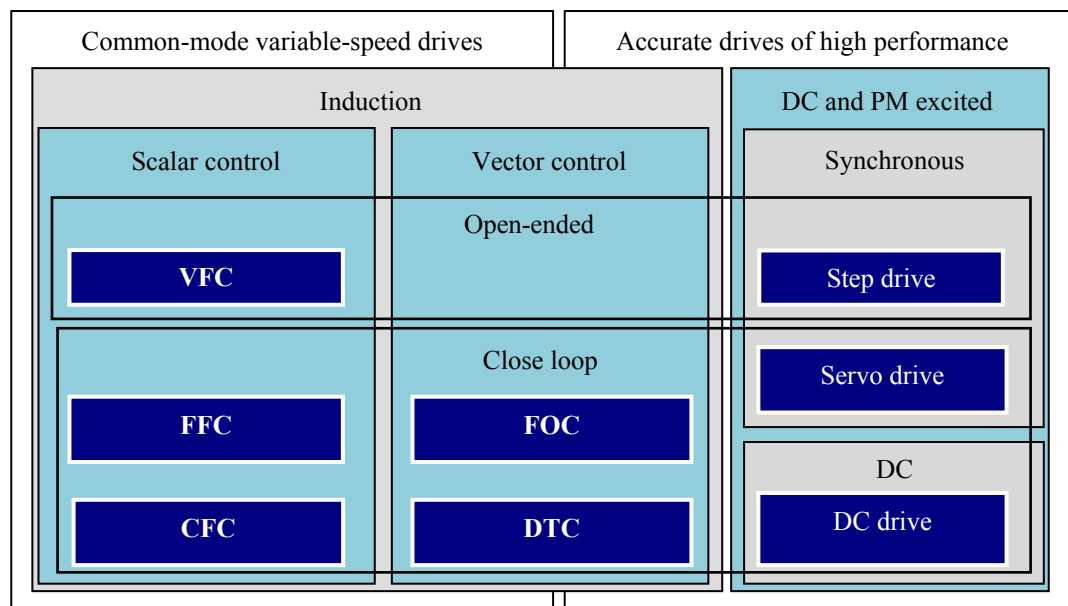 Common-mode variable-speed drives
Accurate drives of high performance
Induction
DC and PM excited
Scalar control
Vector control
Synchronous
Open-ended
VFC
Step drive
Close loop
Servo drive
FFC
FOC
DC
CFC
DTC
DC drive